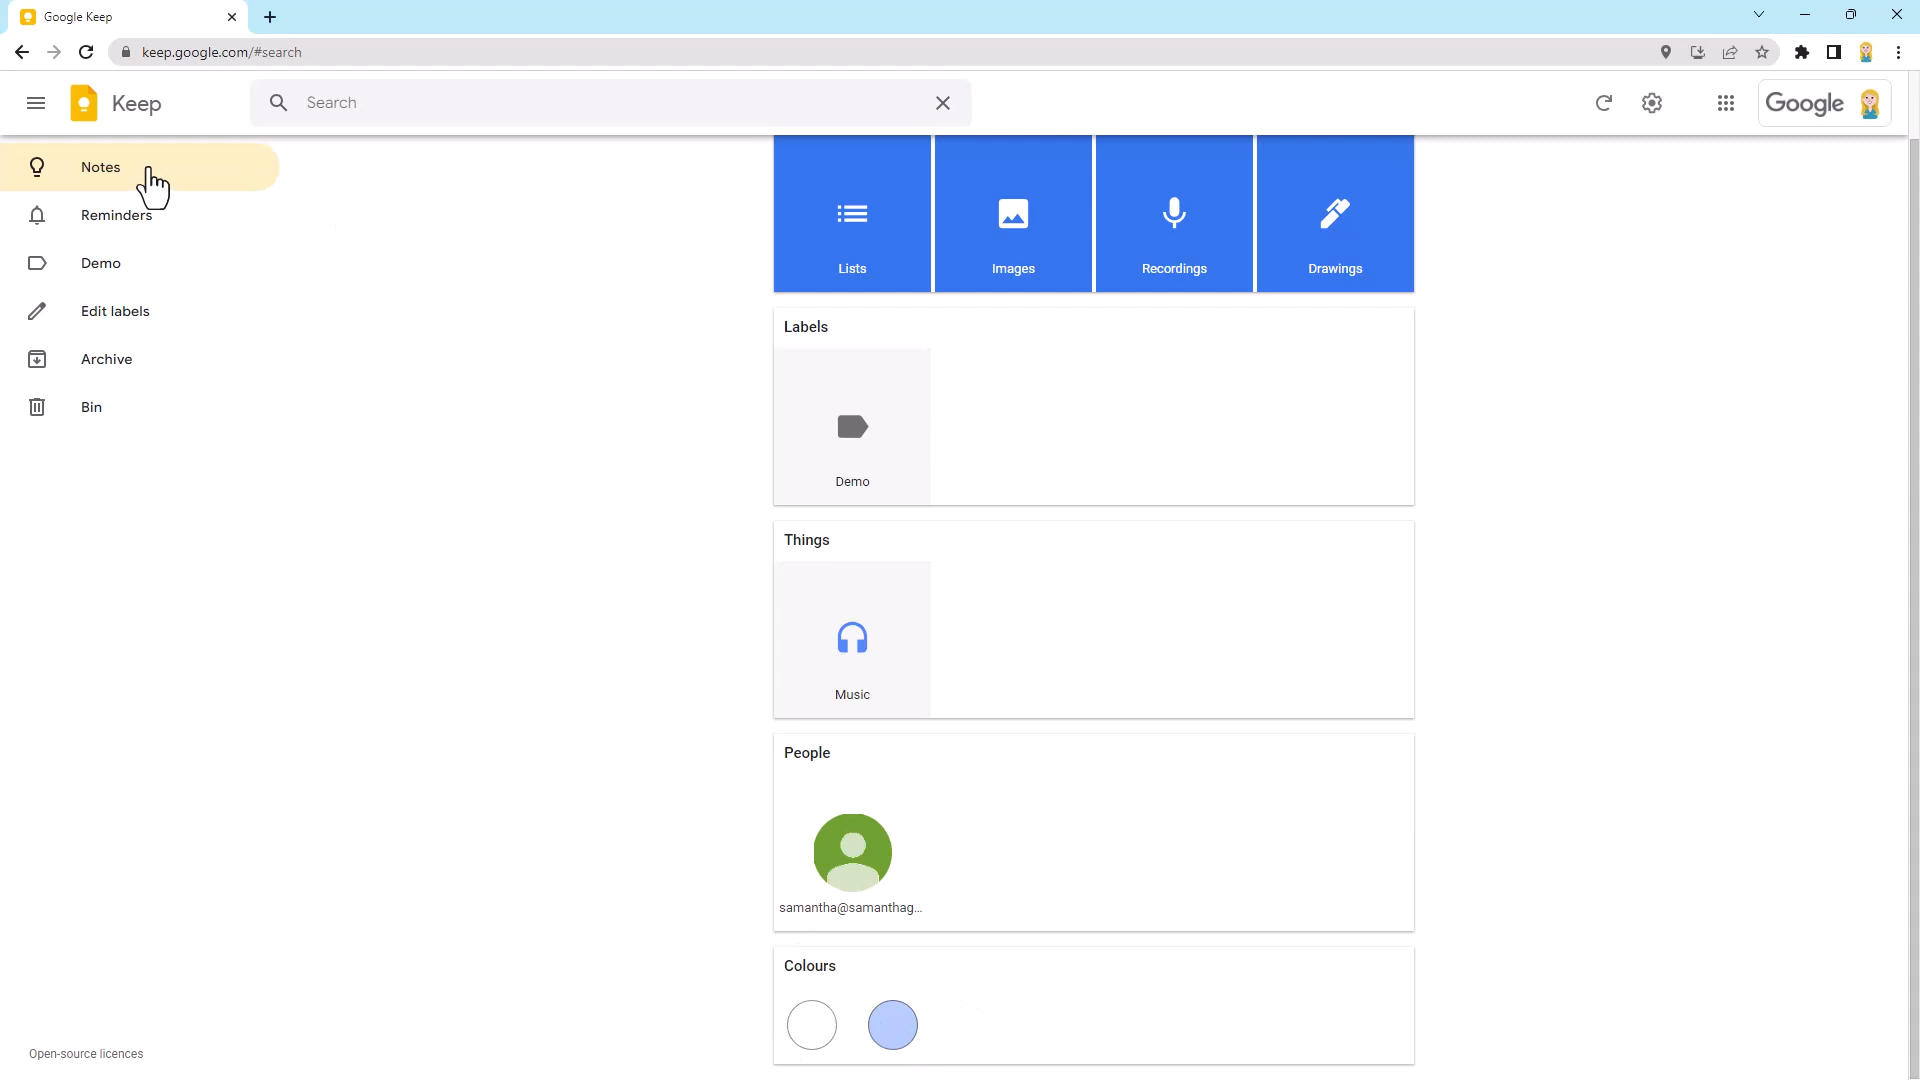 Google Keep
keep.google.com/#search
Keep
Search
Google
Notes
Reminders
Demo
Edit labels
Archive
Bin
Lists
Images
Recordings
Drawings
Labels
Demo
Things
Music
People
samantha@samanthag...
Colours
Open-source licences